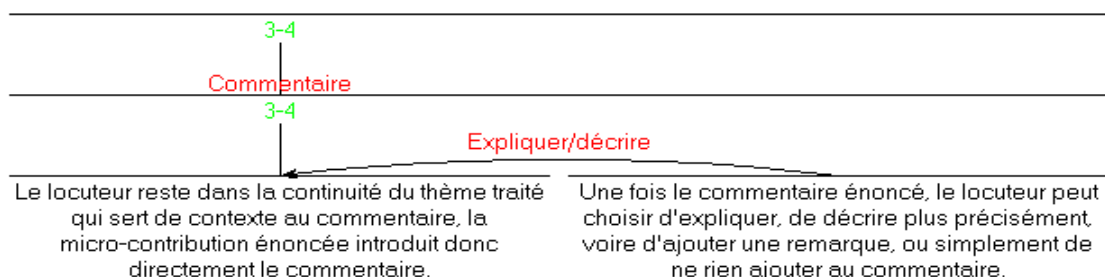 3-4
Commentaire
3-4
Expliquer/décrire
Le locuteur reste dans la continuité du thème traité
qui sert de contexte au commentaire, la
micro-contribution énoncée introduit donc
directement le commentaire.
Une fois le commentaire énoncé, le locuteur peut
choisir d'expliquer, de décrire plus précisément,
voire d'ajouter une remarque, ou simplement de
ne rien ajouter au commentaire.